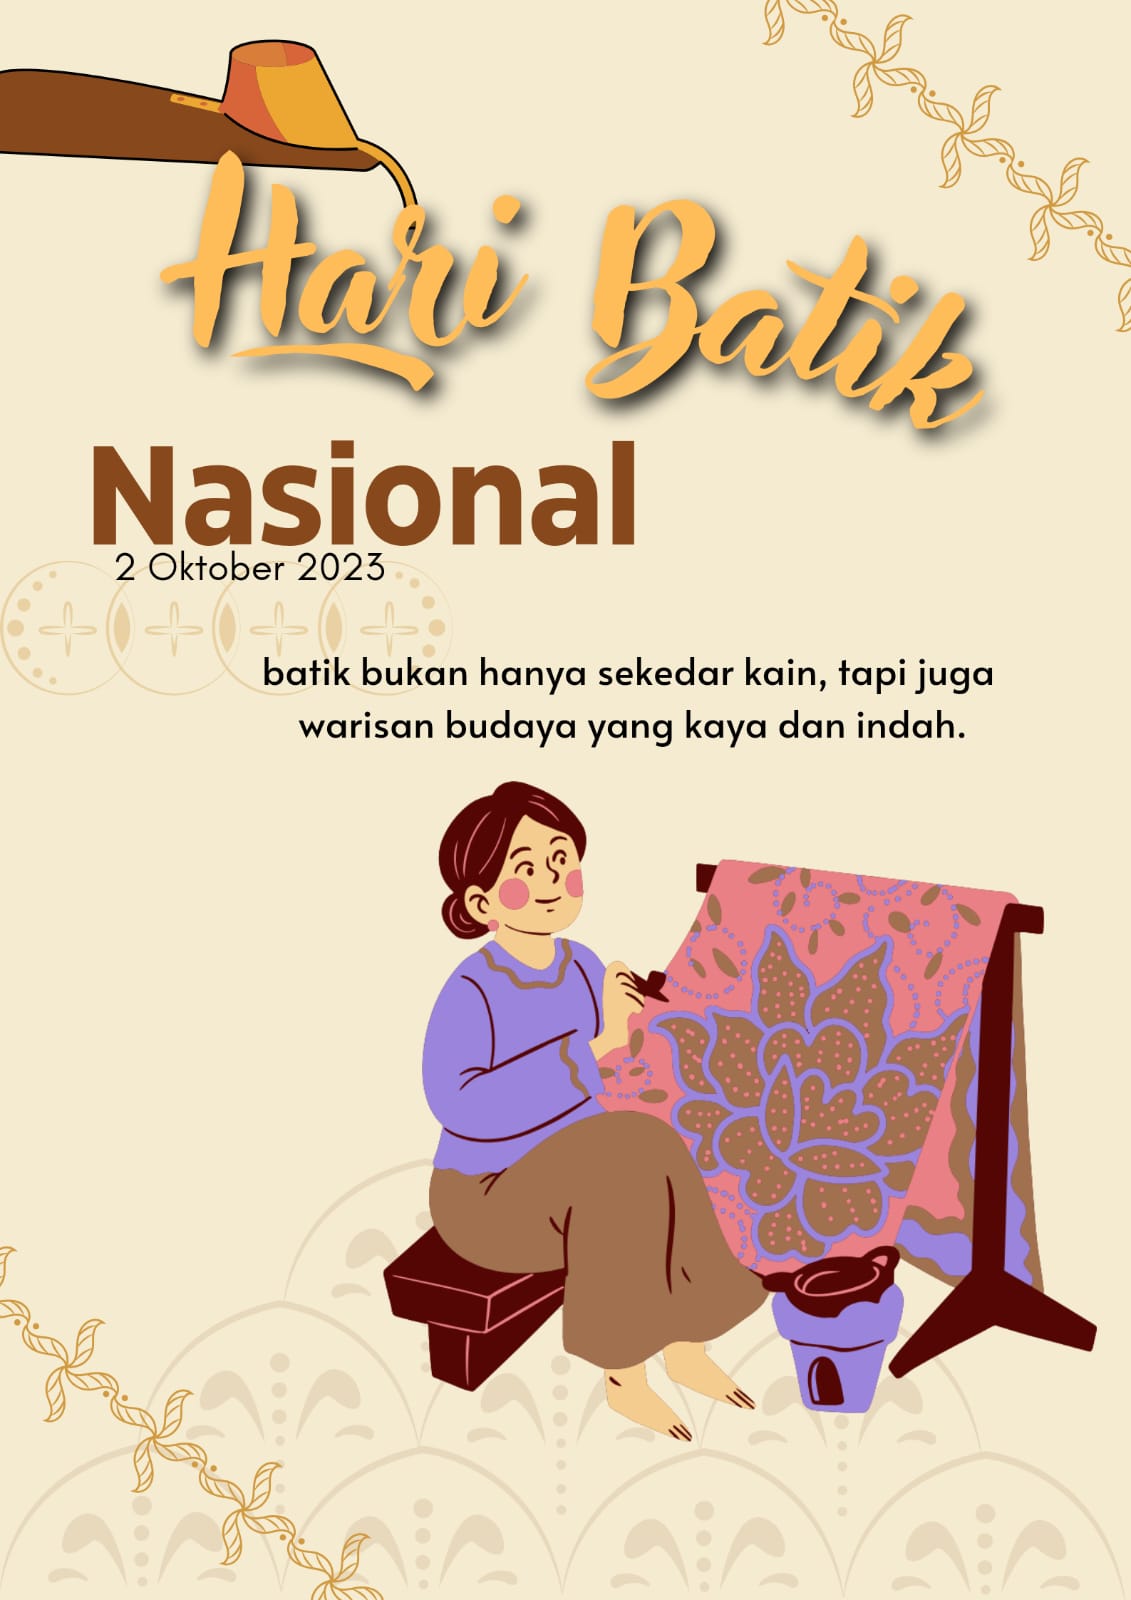 Hari Batik
Nasional
2 Oktober 2023
batik bukan hanya sekedar kain, tapi juga
warisan budaya yang kaya dan indah.